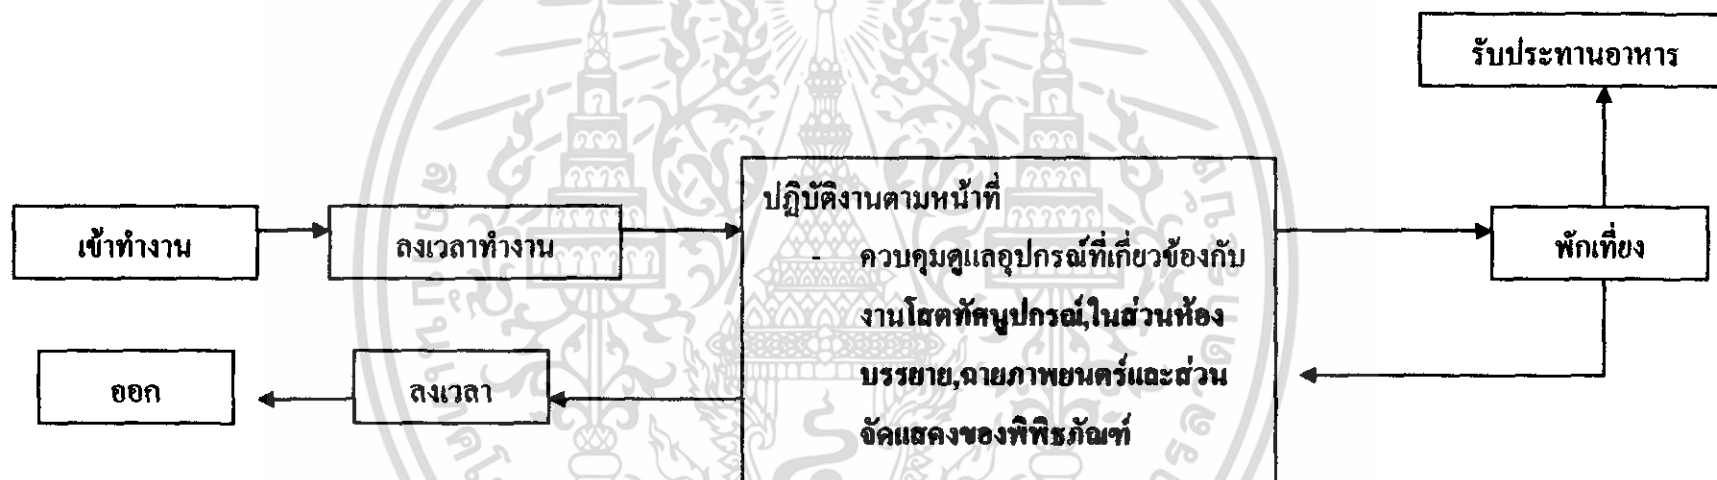 รับประทานอาหาร
เข้าทำงาน
ลงเวลาทำงาน
ปฏิบัติงานตามหน้าที่
- ควบคุมดูแลอุปกรณ์ที่เกี่ยวข้องกับ
งานโสตทัศนูปกรณ์,ในส่วนห้อง
บรรยาย,ฉายภาพยนตร์และส่วน
จัดแสดงของพิพิธภัณฑ์
พักเที่ยง
ออก
ลงเวลา